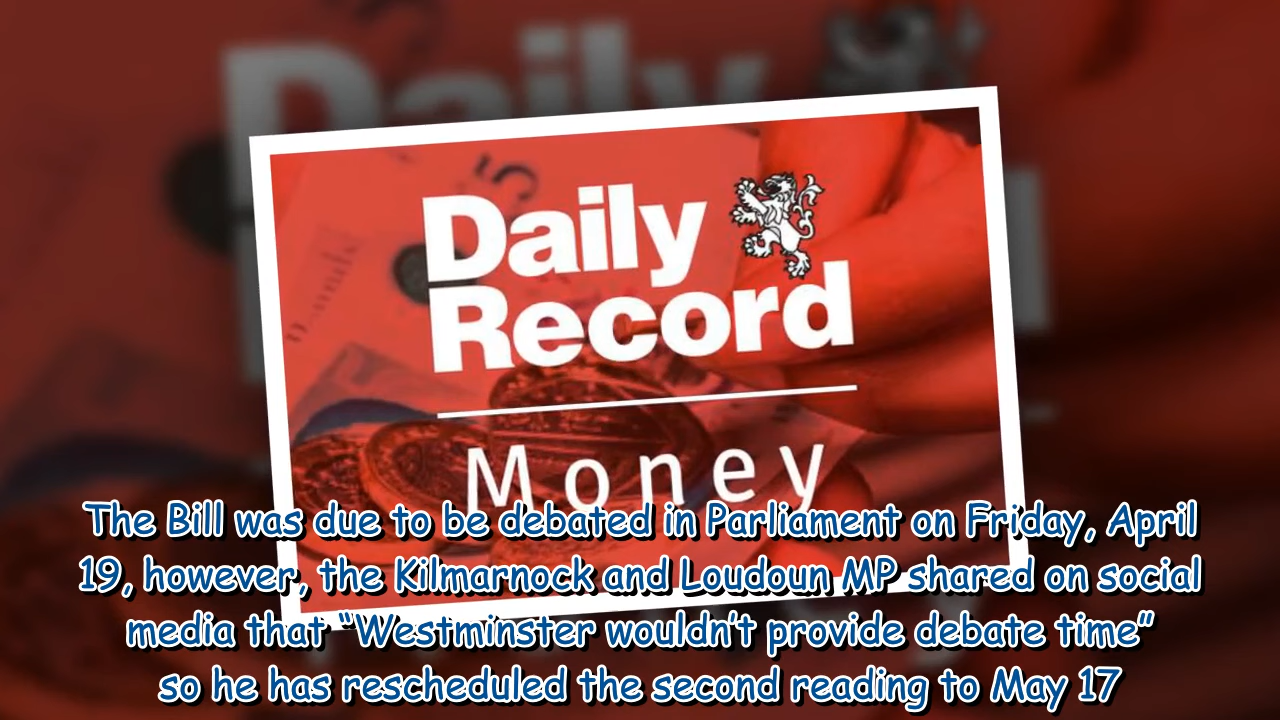 Daily
Record
Money
The Bill was due to be debated in Parliament on Friday, April
19, however, the Kilmarnock and Loudoun MP shared on social
media that “Westminster wouldn’t provide debate time”
so he has rescheduled the second reading to May 17